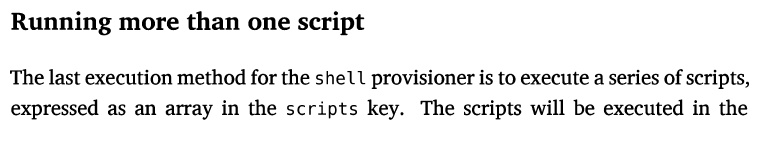 Running more than one script
The last execution method for the shell provisioner is to execute a series of scripts,
expressed as an array in the scripts key. The scripts will be executed in the